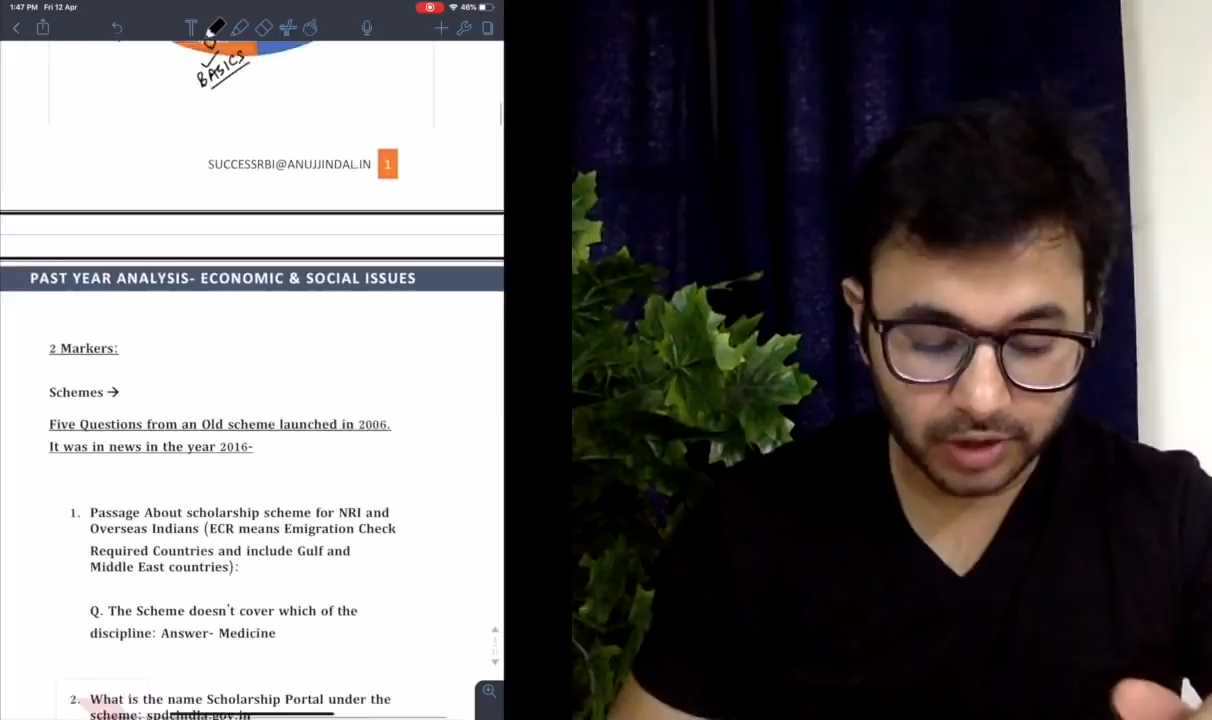 1:47 PM Fri 12 Apr
46%
T
BASICS
SUCCESSRBI@ANUJJINDAL.IN 1
PAST YEAR ANALYSIS- ECONOMIC & SOCIAL ISSUES
2 Markers:
Schemes →
Five Questions from an Old scheme launched in 2006.
It was in news in the year 2016-
1. Passage About scholarship scheme for NRI and
Overseas Indians (ECR means Emigration Check
Required Countries and include Gulf and
Middle East countries):
Q. The Scheme doesn't cover which of the
discipline: Answer- Medicine
2. What is the name Scholarship Portal under the
scheme: spdcindia.gov.in